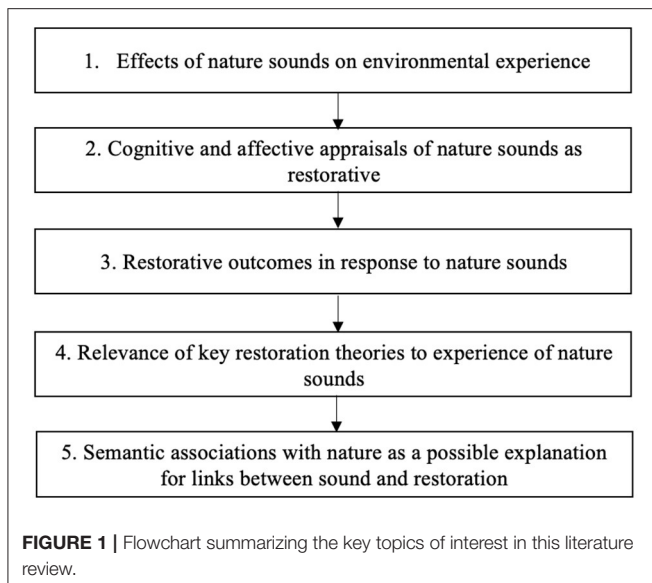 1. Effects of nature sounds on environmental experience
2. Cognitive and affective appraisals of nature sounds as
restorative
3. Restorative outcomes in response to nature sounds
4. Relevance of key restoration theories to experience of nature
sounds
5. Semantic associations with nature as a possible explanation
for links between sound and restoration
FIGURE 1 | Flowchart summarizing the key topics of interest in this literature
review.